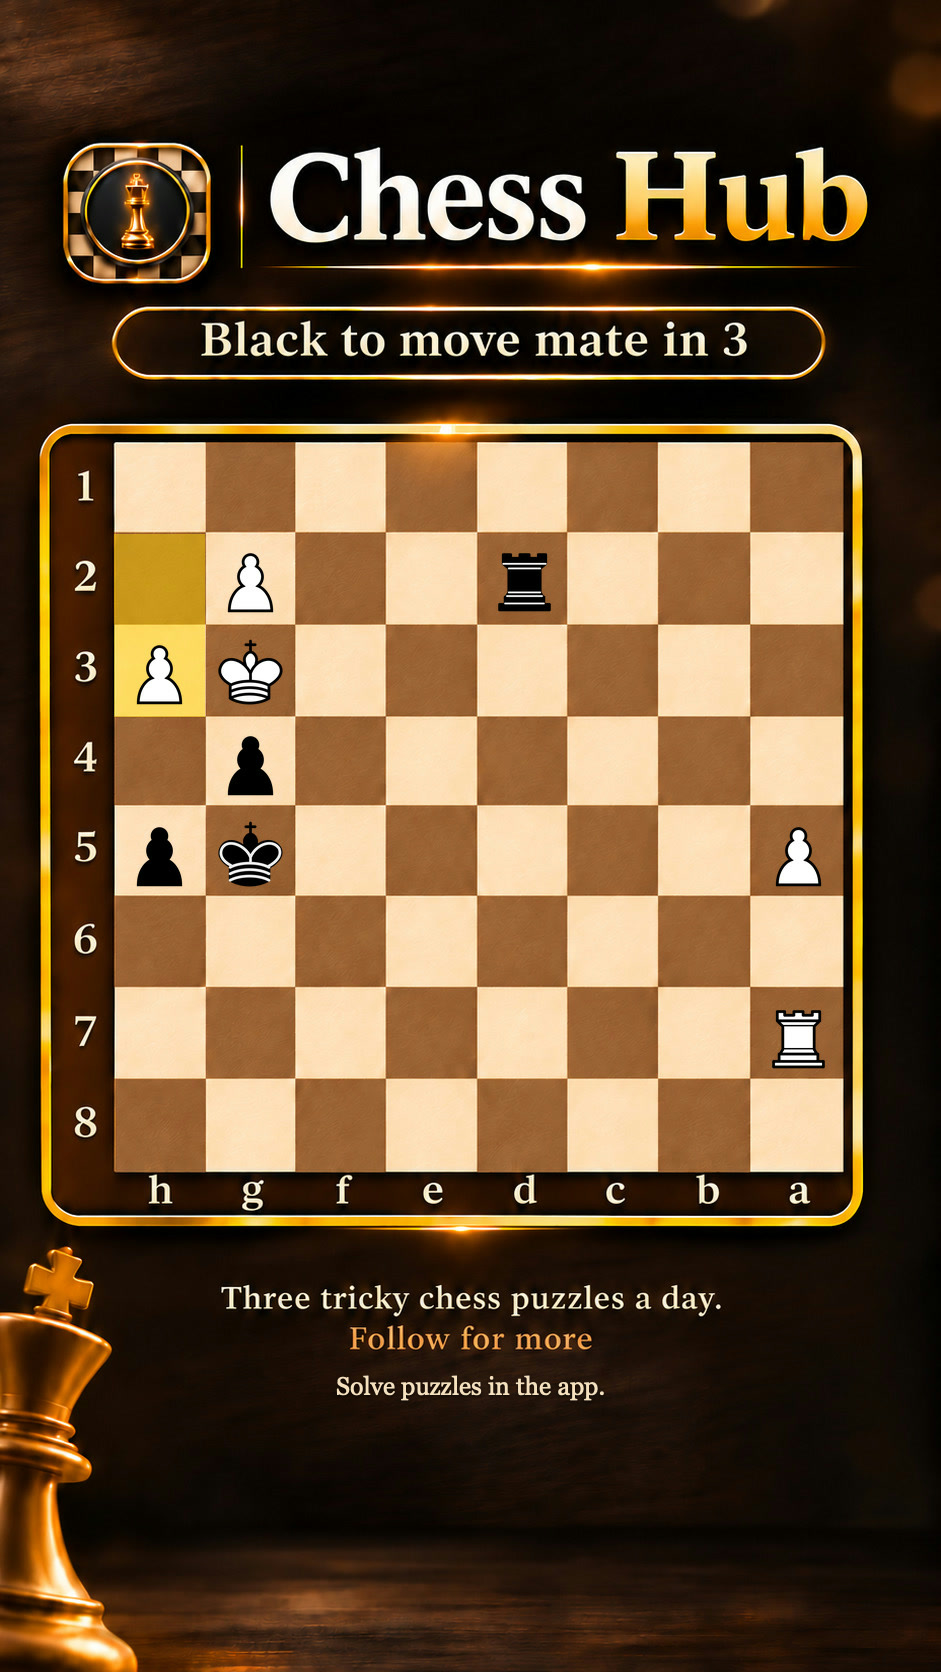 Chess Hub
Black to move mate in 3
1
2
3
4
5
6
7
8
h g f e d c b a
Three tricky chess puzzles a day.
Follow for more
Solve puzzles in the app.